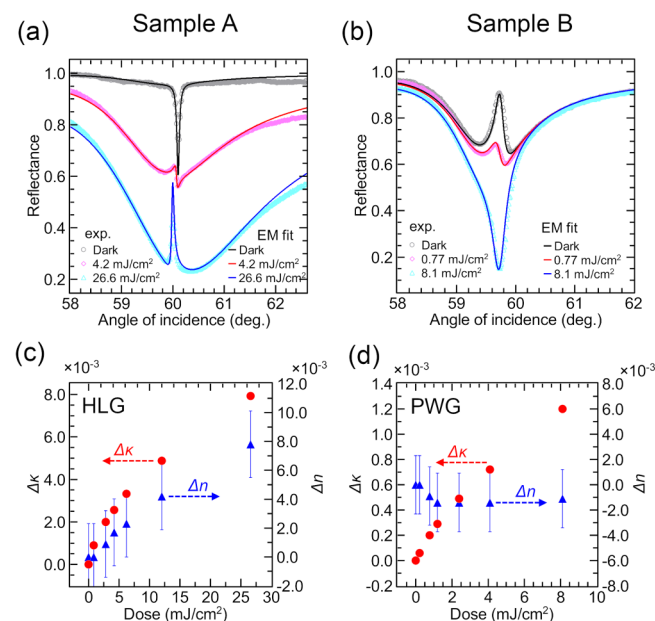 Sample A
Sample B
(a)
(b)
1.0
0.8
0.6
0.4
0.2
Reflectance
exp.
EM fit
Dark
Dark
4.2 mJ/cm²
4.2 mJ/cm²
26.6 mJ/cm²
26.6 mJ/cm²
58
59
60
61
62
Angle of incidence (deg.)
1.0
0.8
0.6
0.4
0.2
Reflectance
exp.
EM fit
Dark
Dark
0.77 mJ/cm²
0.77 mJ/cm²
8.1 mJ/cm²
8.1 mJ/cm²
58
59
60
61
62
Angle of incidence (deg.)
(c)
×10⁻³
×10⁻³
HLG
8.0
6.0
4.0
2.0
0.0
Δκ
Δκ
Δn
11.0
10.0
8.0
6.0
4.0
2.0
0.0
-2.0
Δn
0
5
10
15
20
25
30
Dose (mJ/cm²)
(d)
×10⁻³
×10⁻³
PWG
1.4
1.2
1.0
0.8
0.6
0.4
0.2
0.0
-0.2
Δκ
Δκ
Δn
6.0
4.0
2.0
-0.0
-2.0
-4.0
-6.0
-8.0
Δn
0
2
4
6
8
10
Dose (mJ/cm²)